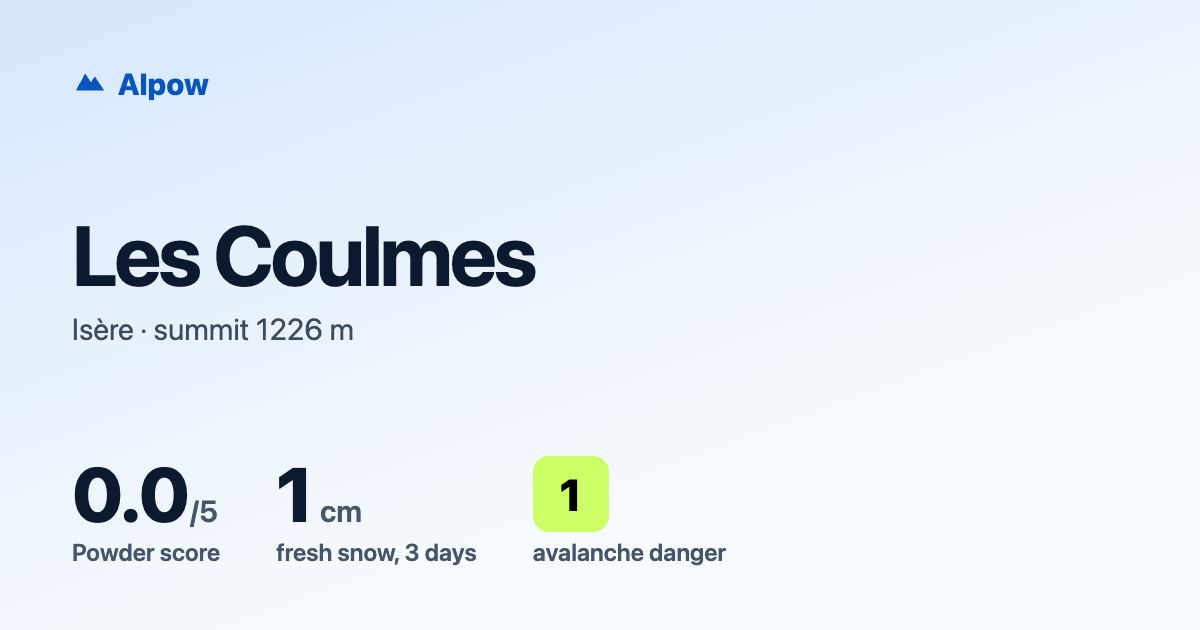 Alpow
Les Coulmes
Isère · summit 1226 m
0.0/5
Powder score
1 cm
fresh snow, 3 days
1
avalanche danger